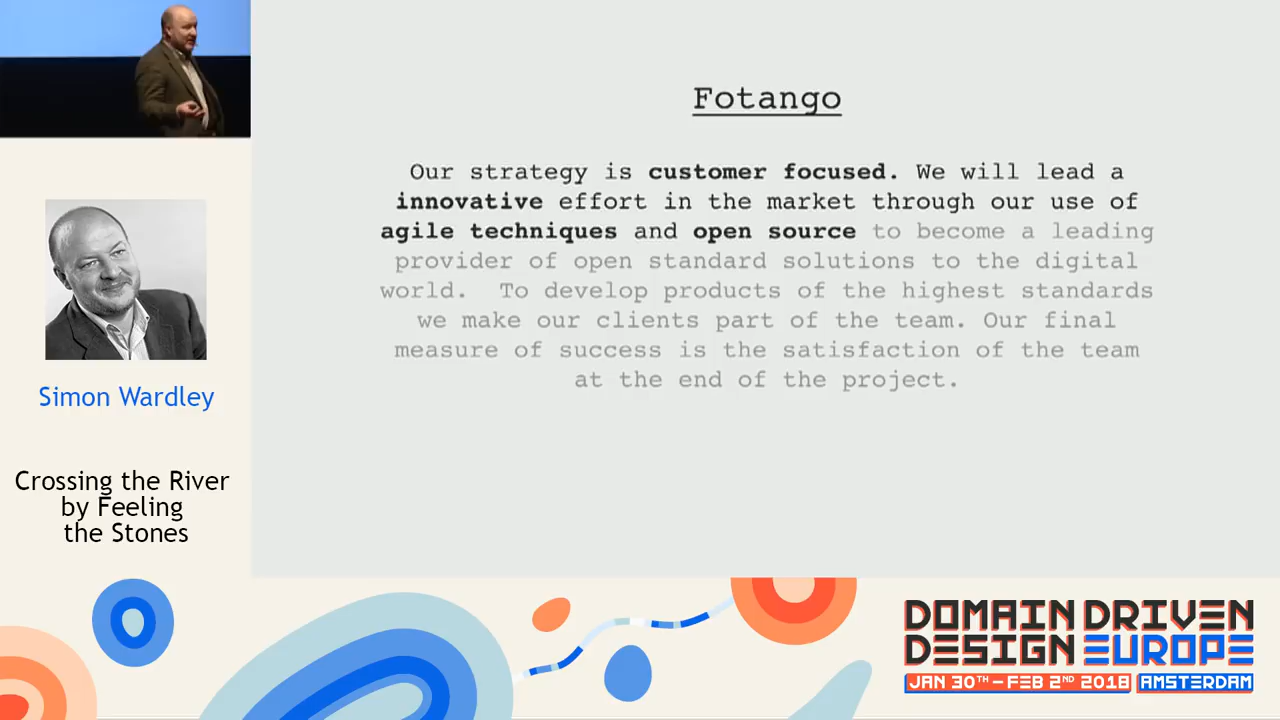 Fotango
Our strategy is customer focused. We will lead a
innovative effort in the market through our use of
agile techniques and open source to become a leading
provider of open standard solutions to the digital
world. To develop products of the highest standards
we make our clients part of the team. Our final
measure of success is the satisfaction of the team
at the end of the project.
Simon Wardley
Crossing the River
by Feeling
the Stones
DOMAIN DRIVEN
DESIGN EUROPE
JAN 30TH - FEB 2ND 2018 AMSTERDAM